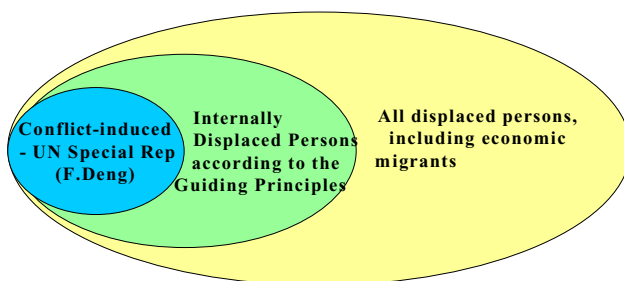 Conflict-induced
- UN Special Rep
(F.Deng)
Internally
Displaced Persons
according to the
Guiding Principles
All displaced persons,
including economic
migrants